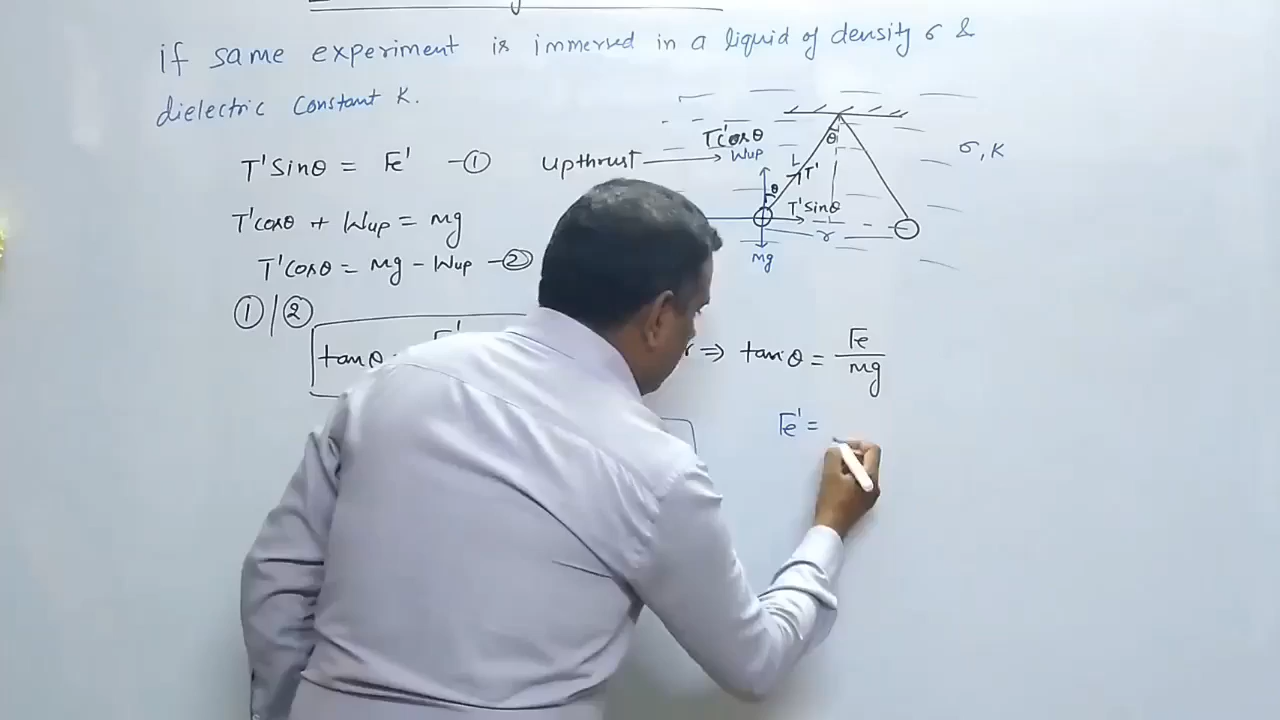 if same experiment is immersed in a liquid of density σ &
dielectric constant K.
T'sinθ = Fe' –①
Upthrust
T'cosθ
Wup
θ
σ, K
L
T'
θ
T'cosθ + Wup = mg
T'sinθ
r
mg
T'cosθ = mg – Wup –②
①/②
tanθ
⇒ tanθ = Fe/mg
Fe' =